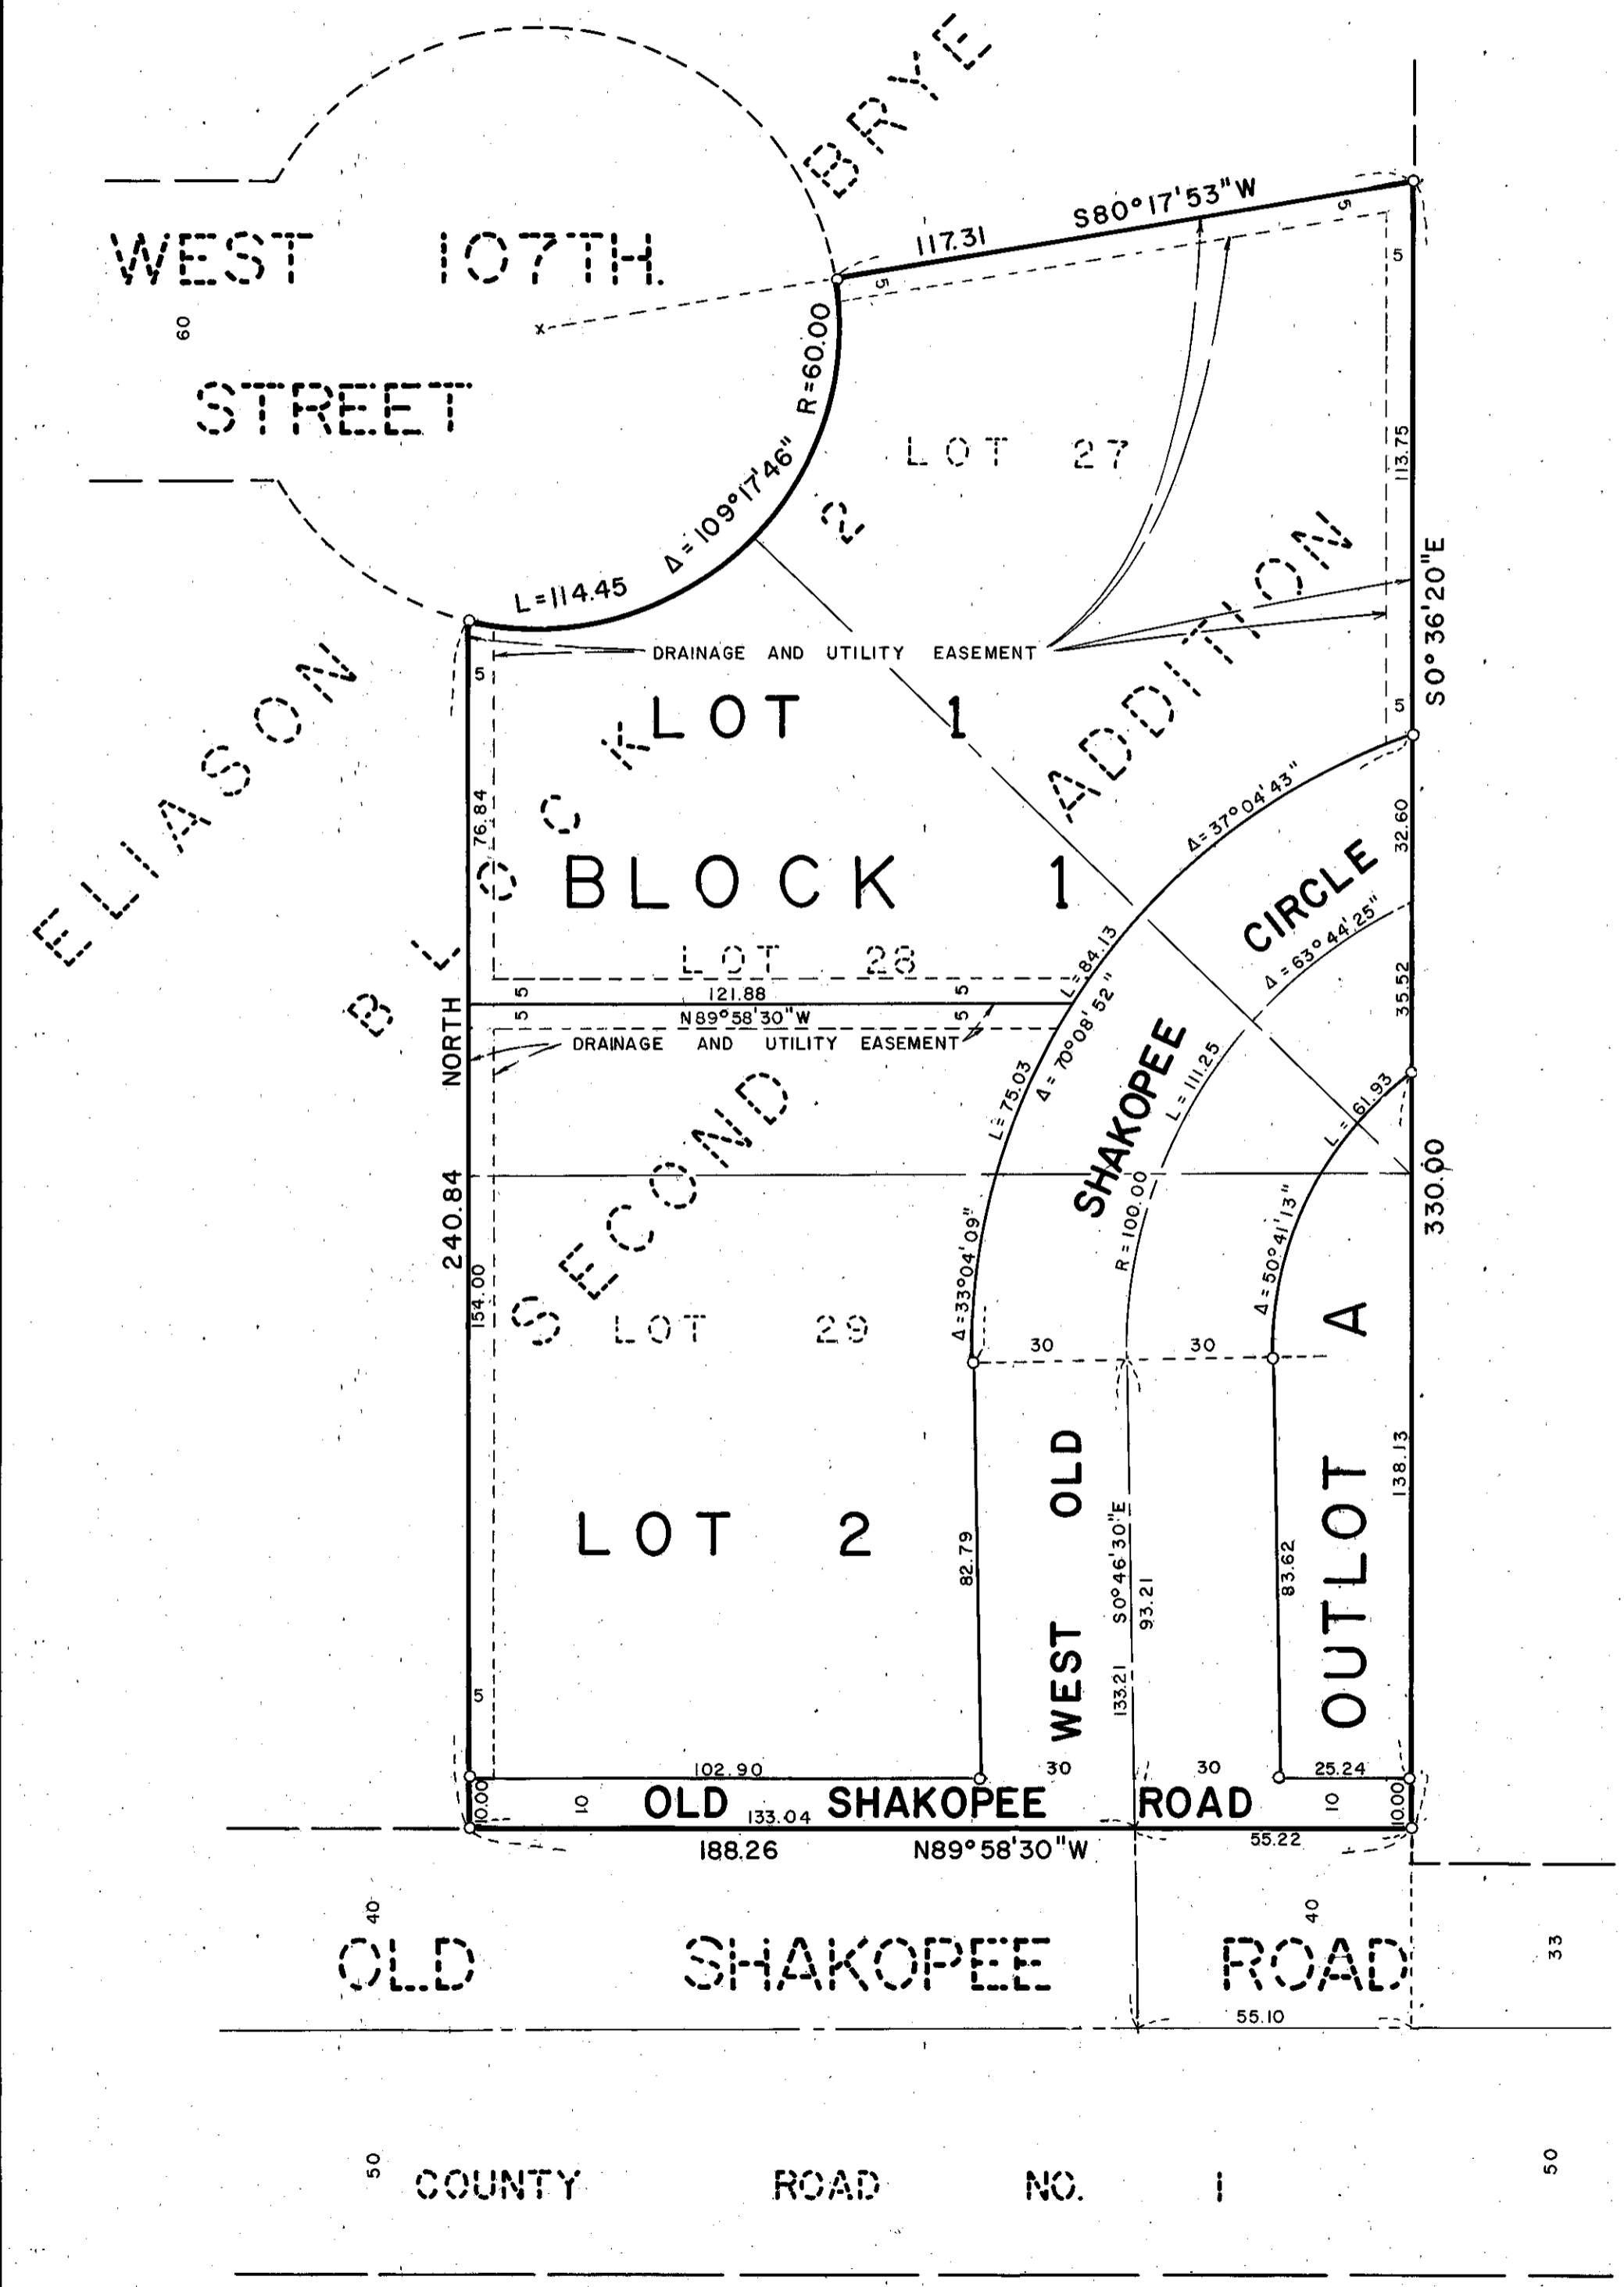 BRYE
S80°17'53"W
117.31
5
5
5
WEST 107TH.
60
STREET
R=60.00
Δ=109°17'46"
L=114.45
LOT 27
2
113.75
S0°36'20"E
5
ADDITION
DRAINAGE AND UTILITY EASEMENT
5
LOT 1
ELIASON
BLOCK
76.84
BLOCK 1
Δ=37°04'43"
32.60
CIRCLE
Δ=63°44'25"
35.52
LOT 28
5 121.88 5
5 N89°58'30"W 5
DRAINAGE AND UTILITY EASEMENT
L=84.13
Δ=70°08'52"
L=75.03
NORTH
240.84
154.00
SECOND
SHAKOPEE
L=111.25
R=100.00
L=61.93
330.00
Δ=33°04'09"
Δ=50°41'13"
LOT 29
30 30
LOT 2
82.79
WEST OLD
S0°46'30"E
93.21
133.21
83.62
OUTLOT A
138.13
5
102.90 30 30 25.24
10.00 10 OLD SHAKOPEE ROAD 10 10.00
133.04
55.22
188.26 N89°58'30"W
40 40
33
OLD SHAKOPEE ROAD
55.10
50 50
COUNTY ROAD NO. 1